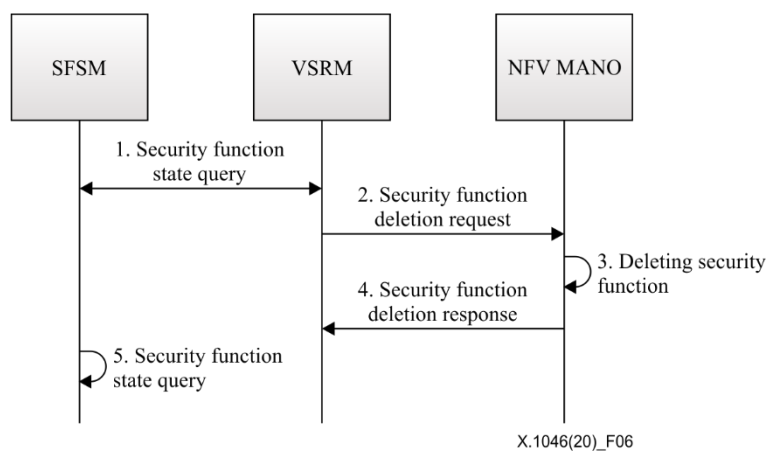 SFSM
VSRM
NFV MANO
1. Security function
state query
2. Security function
deletion request
3. Deleting security
function
4. Security function
deletion response
5. Security function
state query
X.1046(20)_F06